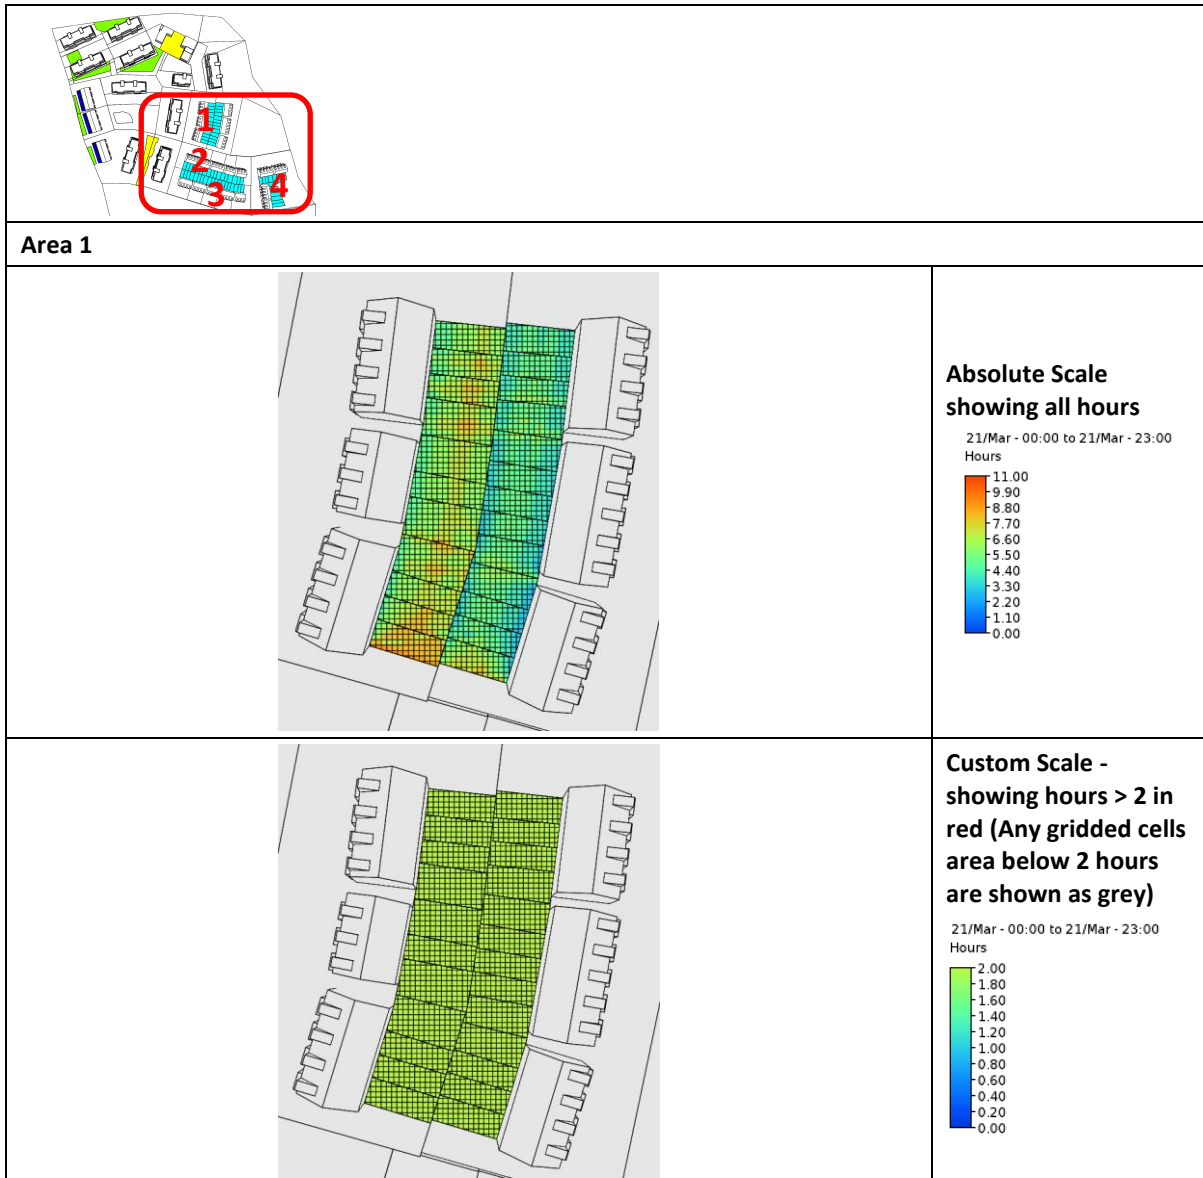 1
2
3
4
Area 1
Absolute Scale
showing all hours
21/Mar - 00:00 to 21/Mar - 23:00
Hours
11.00
9.90
8.80
7.70
6.60
5.50
4.40
3.30
2.20
1.10
0.00
Custom Scale -
showing hours > 2 in
red (Any gridded cells
area below 2 hours
are shown as grey)
21/Mar - 00:00 to 21/Mar - 23:00
Hours
2.00
1.80
1.60
1.40
1.20
1.00
0.80
0.60
0.40
0.20
0.00